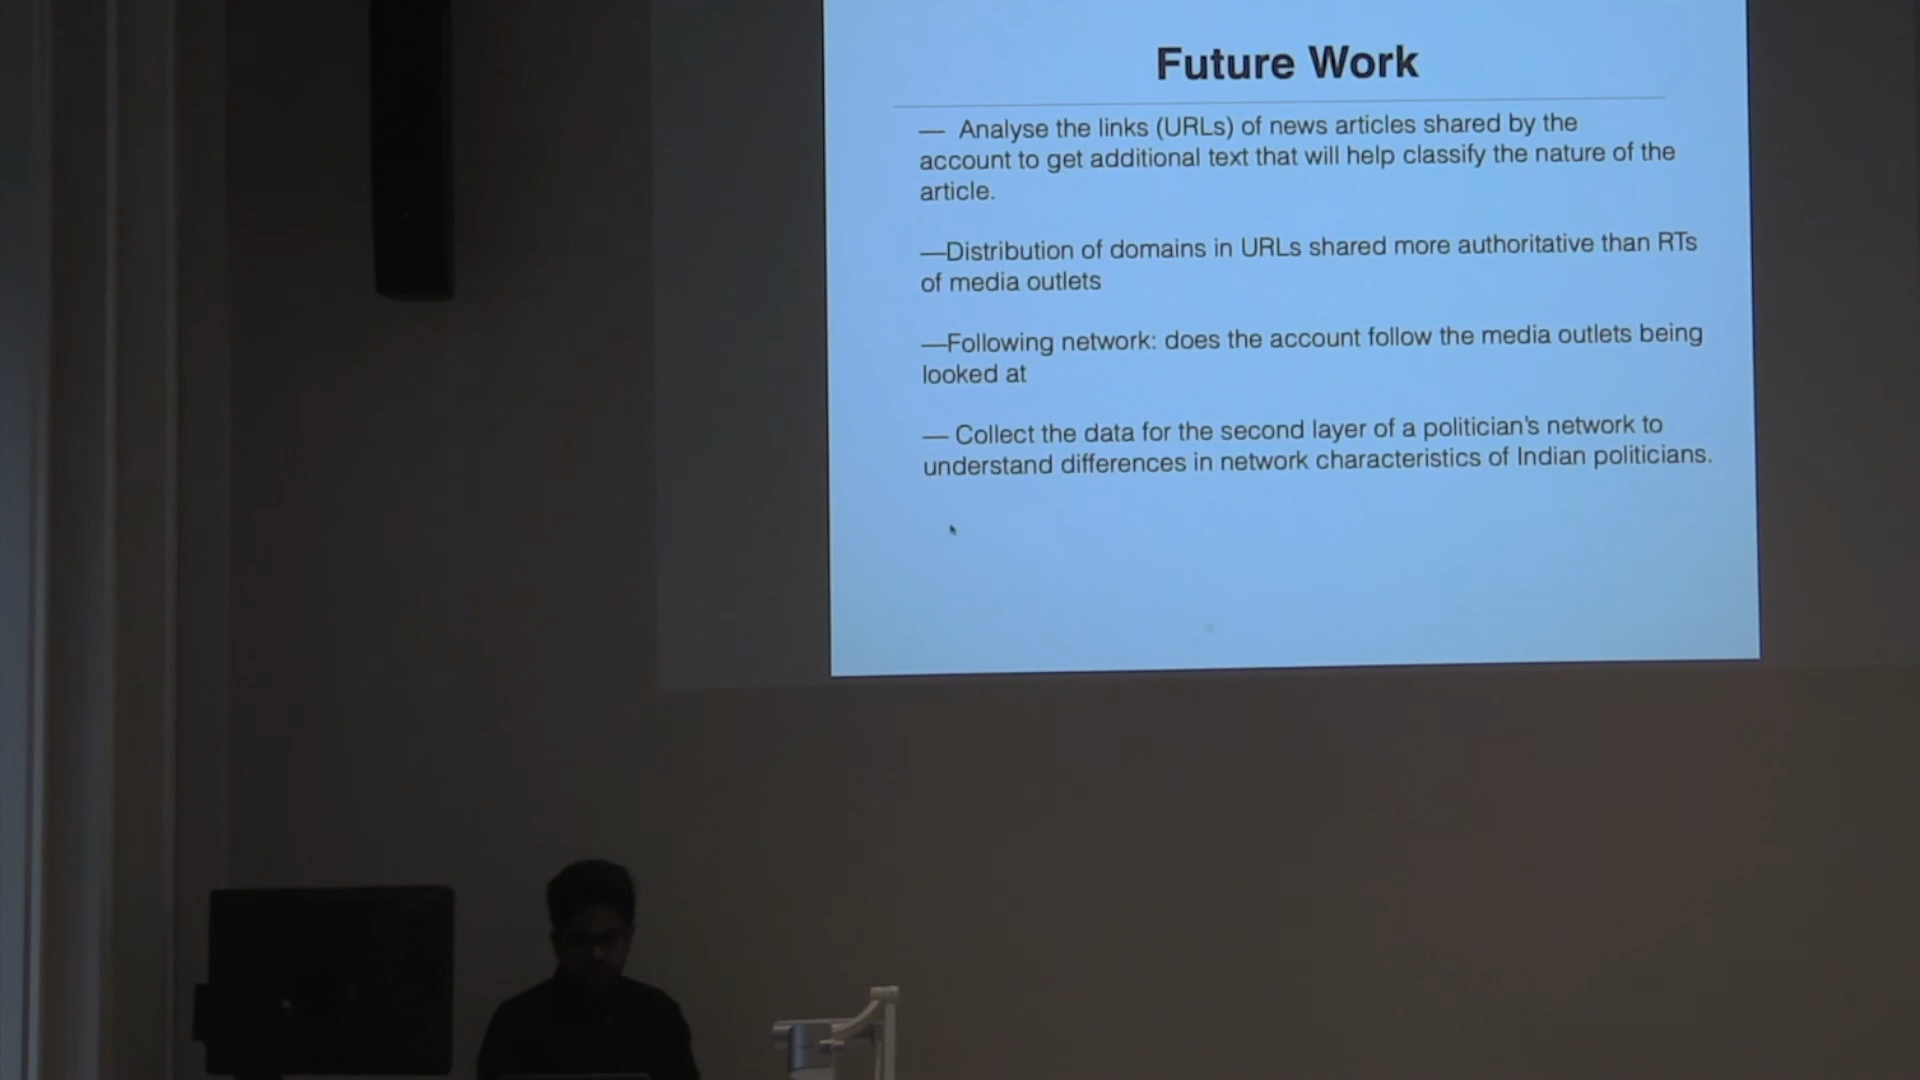 Future Work
— Analyse the links (URLs) of news articles shared by the
account to get additional text that will help classify the nature of the
article.
—Distribution of domains in URLs shared more authoritative than RTs
of media outlets
—Following network: does the account follow the media outlets being
looked at
— Collect the data for the second layer of a politician's network to
understand differences in network characteristics of Indian politicians.